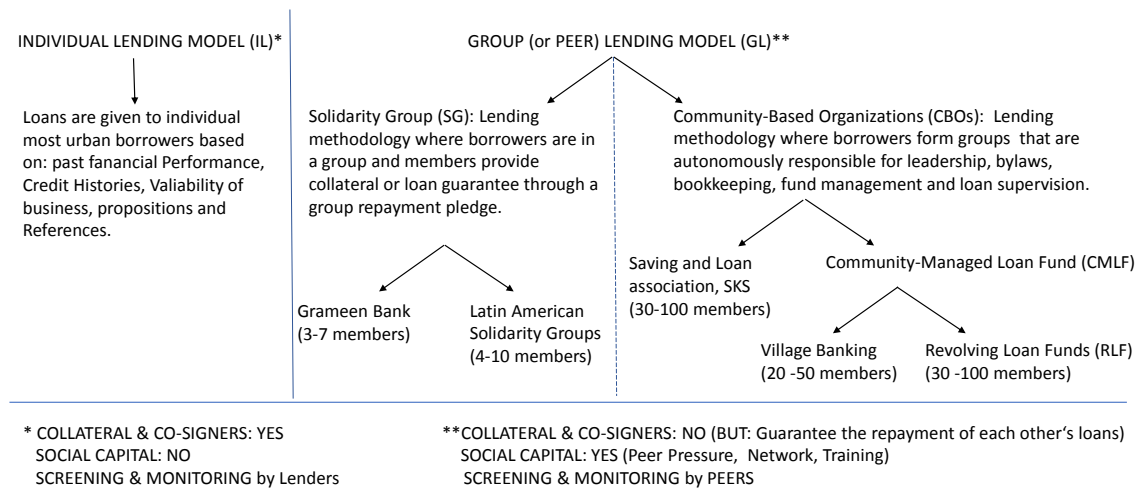 INDIVIDUAL LENDING MODEL (IL)*
Loans are given to individual
most urban borrowers based
on: past fanancial Performance,
Credit Histories, Valiability of
business, propositions and
References.
GROUP (or PEER) LENDING MODEL (GL)**
Solidarity Group (SG): Lending
methodology where borrowers are in
a group and members provide
collateral or loan guarantee through a
group repayment pledge.
Grameen Bank
(3-7 members)
Latin American
Solidarity Groups
(4-10 members)
Community-Based Organizations (CBOs): Lending
methodology where borrowers form groups that are
autonomously responsible for leadership, bylaws,
bookkeeping, fund management and loan supervision.
Saving and Loan
association, SKS
(30-100 members)
Community-Managed Loan Fund (CMLF)
Village Banking
(20 -50 members)
Revolving Loan Funds (RLF)
(30 -100 members)
* COLLATERAL & CO-SIGNERS: YES
SOCIAL CAPITAL: NO
SCREENING & MONITORING by Lenders
**COLLATERAL & CO-SIGNERS: NO (BUT: Guarantee the repayment of each other‘s loans)
SOCIAL CAPITAL: YES (Peer Pressure, Network, Training)
SCREENING & MONITORING by PEERS